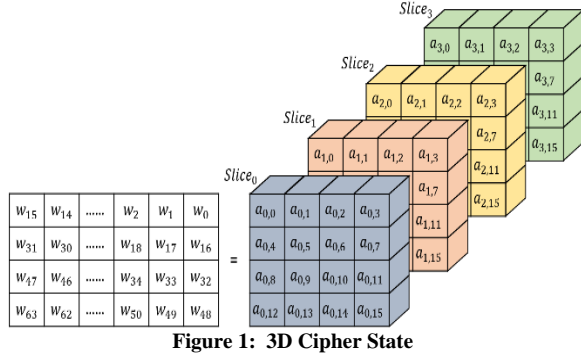 Slice₃
a₃,₀ a₃,₁ a₃,₂ a₃,₃
a₃,₇
a₃,₁₁
a₃,₁₅
Slice₂
a₂,₀ a₂,₁ a₂,₂ a₂,₃
a₂,₇
a₂,₁₁
a₂,₁₅
Slice₁
a₁,₀ a₁,₁ a₁,₂ a₁,₃
a₁,₇
a₁,₁₁
a₁,₁₅
Slice₀
a₀,₀ a₀,₁ a₀,₂ a₀,₃
a₀,₄ a₀,₅ a₀,₆ a₀,₇
a₀,₈ a₀,₉ a₀,₁₀ a₀,₁₁
a₀,₁₂ a₀,₁₃ a₀,₁₄ a₀,₁₅
w₁₅ w₁₄ ...... w₂ w₁ w₀
w₃₁ w₃₀ ...... w₁₈ w₁₇ w₁₆
w₄₇ w₄₆ ...... w₃₄ w₃₃ w₃₂
w₆₃ w₆₂ ...... w₅₀ w₄₉ w₄₈
=
Figure 1: 3D Cipher State